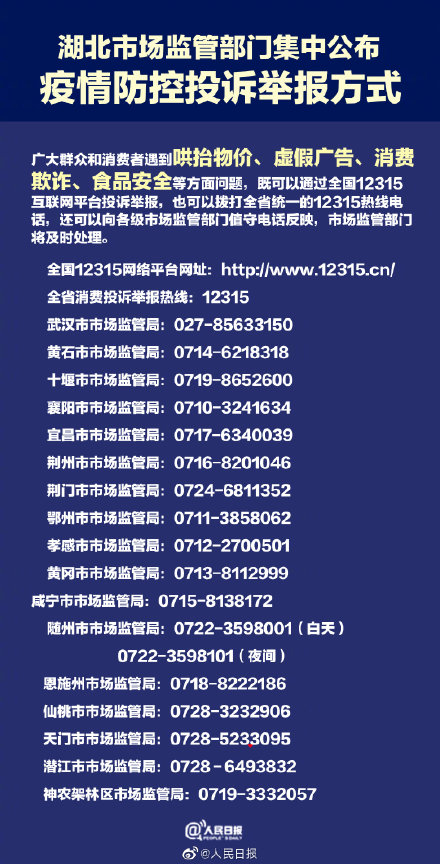 湖北市场监管部门集中公布
疫情防控投诉举报方式
广大群众和消费者遇到哄抬物价、虚假广告、消费
欺诈、食品安全等方面问题，既可以通过全国12315
互联网平台投诉举报，也可以拨打全省统一的12315热线电
话，还可以向各级市场监管部门值守电话反映，市场监管部门
将及时处理。
全国12315网络平台网址：http://www.12315.cn/
全省消费投诉举报热线：12315
武汉市市场监管局：027-85633150
黄石市市场监管局：0714-6218318
十堰市市场监管局：0719-8652600
襄阳市市场监管局：0710-3241634
宜昌市市场监管局：0717-6340039
荆州市市场监管局：0716-8201046
荆门市市场监管局：0724-6811352
鄂州市市场监管局：0711-3858062
孝感市市场监管局：0712-2700501
黄冈市市场监管局：0713-8112999
咸宁市市场监管局：0715-8138172
随州市市场监管局：0722-3598001（白天）
0722-3598101（夜间）
恩施州市场监管局：0718-8222186
仙桃市市场监管局：0728-3232906
天门市市场监管局：0728-5233095
潜江市市场监管局：0728-6493832
神农架林区市场监管局：0719-3332057
@人民日报
PEOPLE'S DAILY
@人民日报